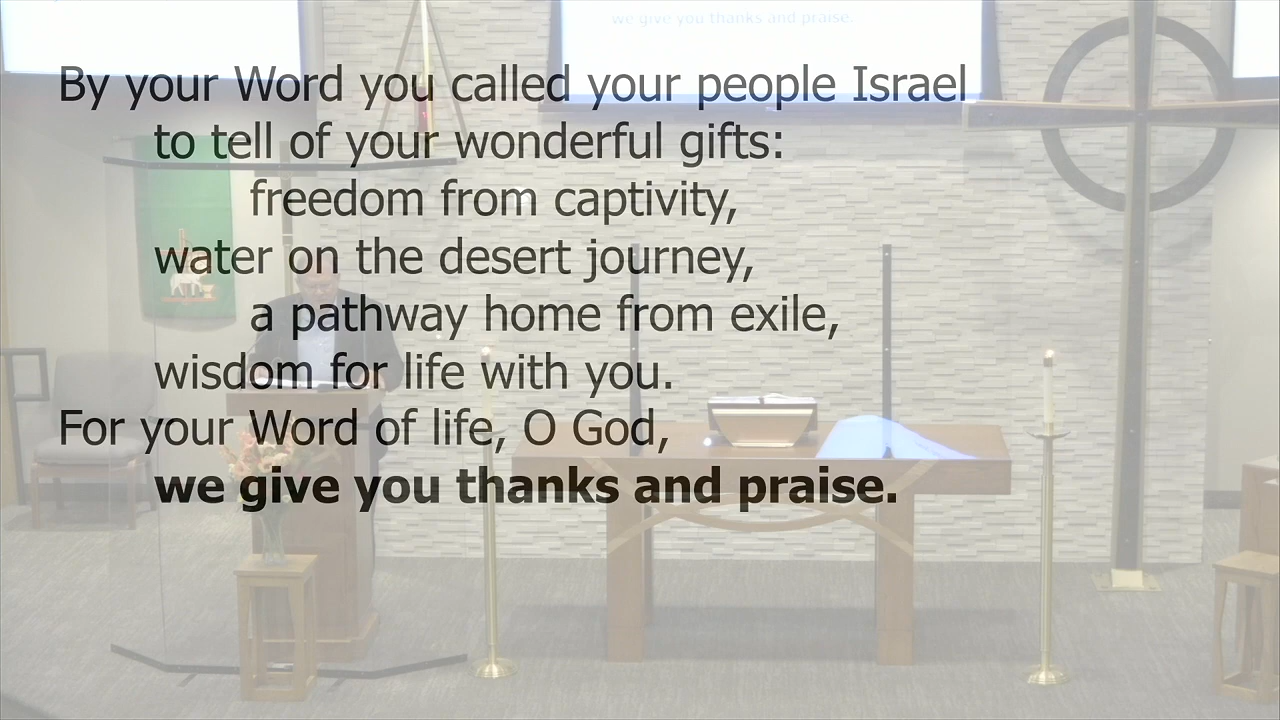 we give you thanks and praise.
By your Word you called your people Israel
to tell of your wonderful gifts:
freedom from captivity,
water on the desert journey,
a pathway home from exile,
wisdom for life with you.
For your Word of life, O God,
we give you thanks and praise.